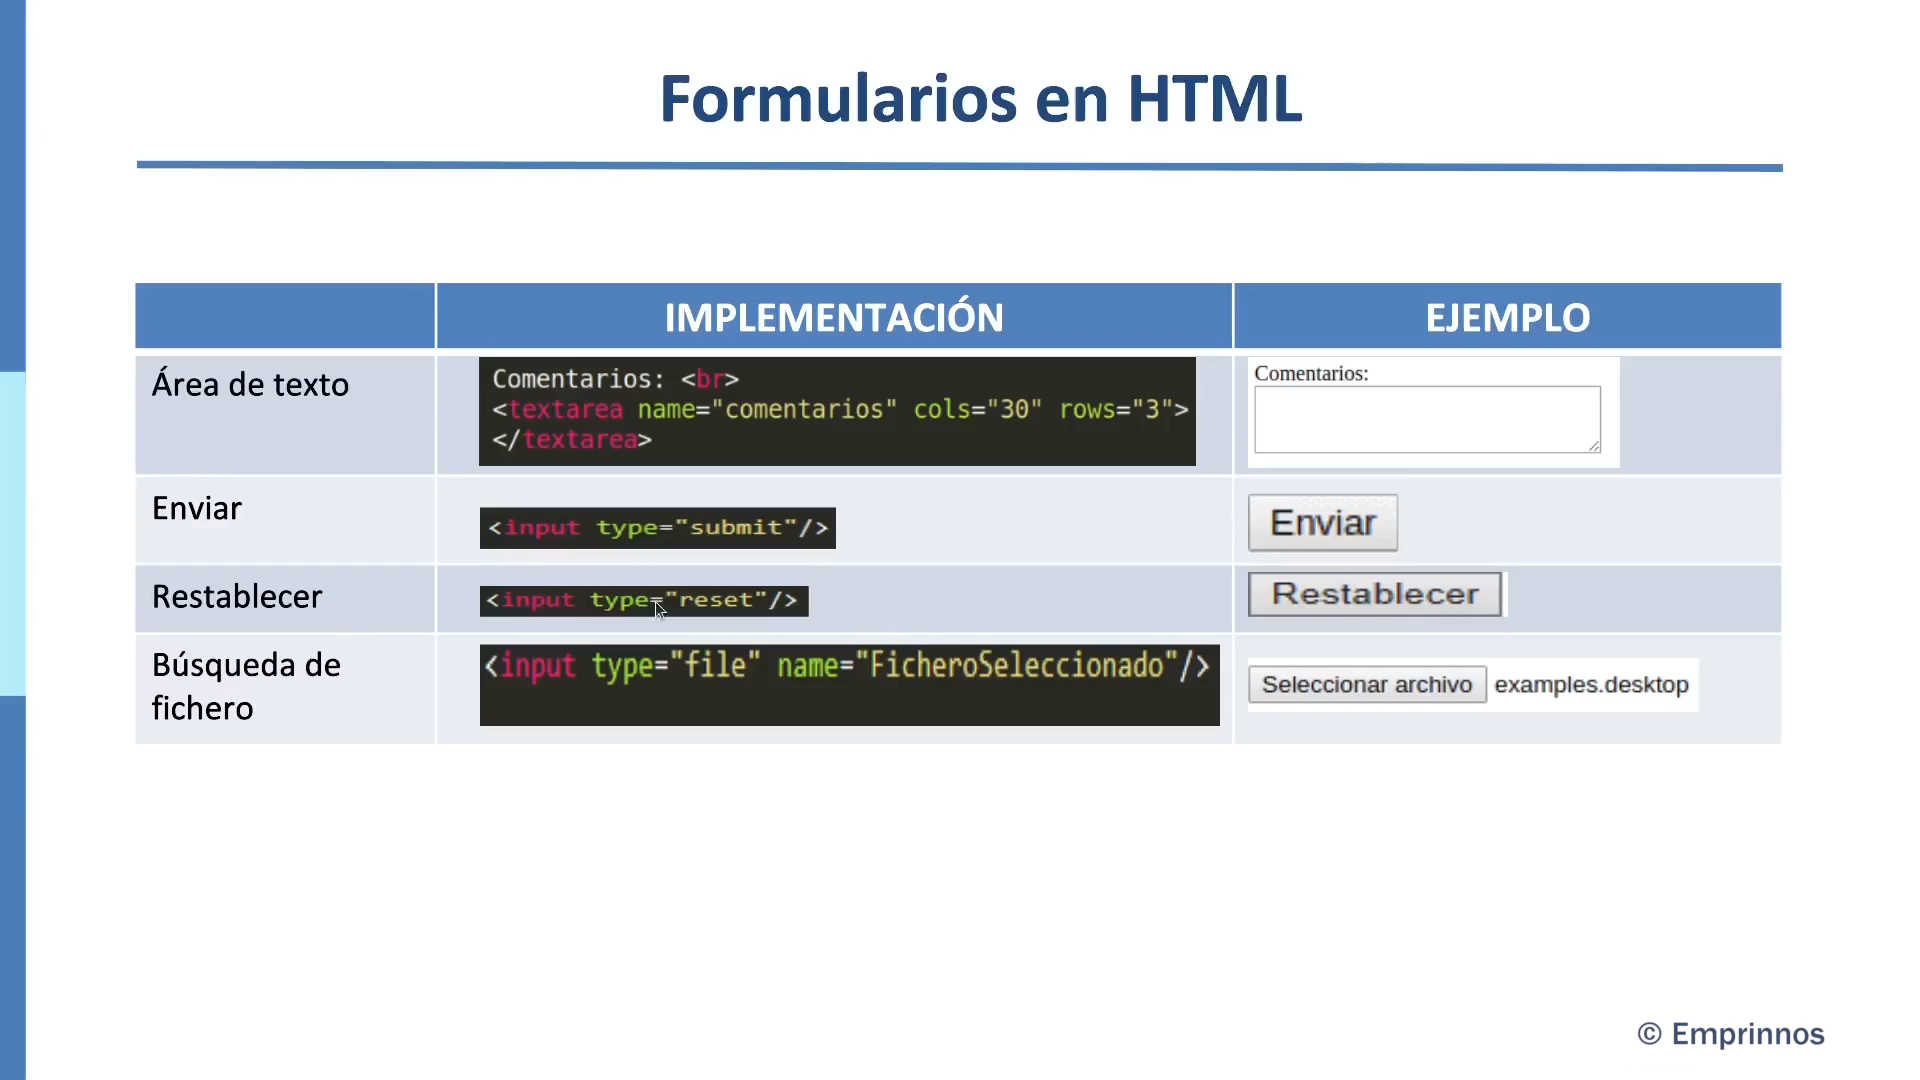 Formularios en HTML
IMPLEMENTACIÓN
EJEMPLO
Área de texto
Comentarios: <br>
<textarea name="comentarios" cols="30" rows="3">
</textarea>
Comentarios:
Enviar
<input type="submit"/>
Enviar
Restablecer
<input type="reset"/>
Restablecer
Búsqueda de
fichero
<input type="file" name="FicheroSeleccionado"/>
Seleccionar archivo examples.desktop
© Emprinnos